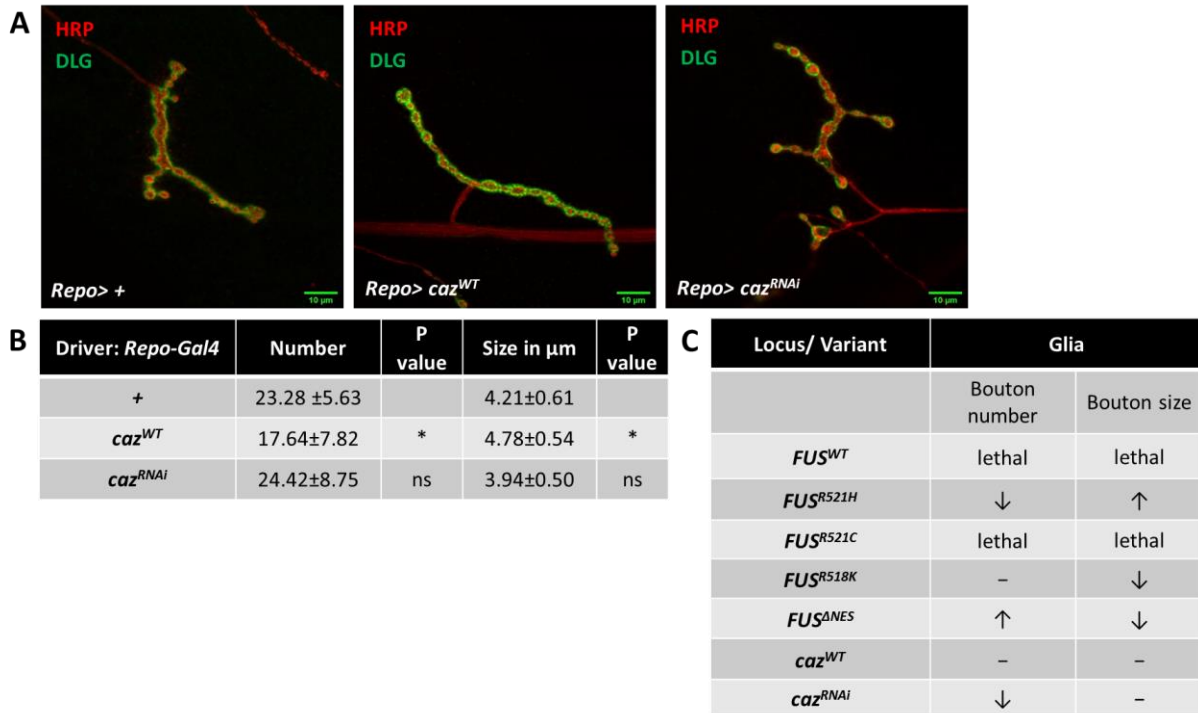 A
HRP
DLG
Repo> +
10 µm
HRP
DLG
Repo> caz^WT
10 µm
HRP
DLG
Repo> caz^RNAi
10 µm
B
Driver: Repo-Gal4 Number P value Size in µm P value
+ 23.28 ±5.63 4.21±0.61
caz^WT 17.64±7.82 * 4.78±0.54 *
caz^RNAi 24.42±8.75 ns 3.94±0.50 ns
C
Locus/ Variant Glia
Bouton number Bouton size
FUS^WT lethal lethal
FUS^R521H ↓ ↑
FUS^R521C lethal lethal
FUS^R518K – ↓
FUS^ΔNES ↑ ↓
caz^WT – –
caz^RNAi ↓ –